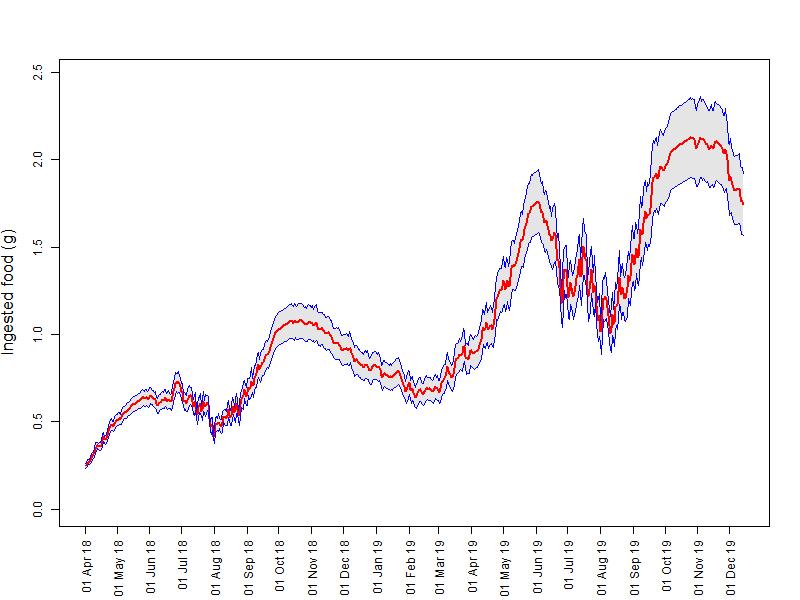 Ingested food (g)
2.5
2.0
1.5
1.0
0.5
0.0
01 Apr 18
01 May 18
01 Jun 18
01 Jul 18
01 Aug 18
01 Sep 18
01 Oct 18
01 Nov 18
01 Dec 18
01 Jan 19
01 Feb 19
01 Mar 19
01 Apr 19
01 May 19
01 Jun 19
01 Jul 19
01 Aug 19
01 Sep 19
01 Oct 19
01 Nov 19
01 Dec 19